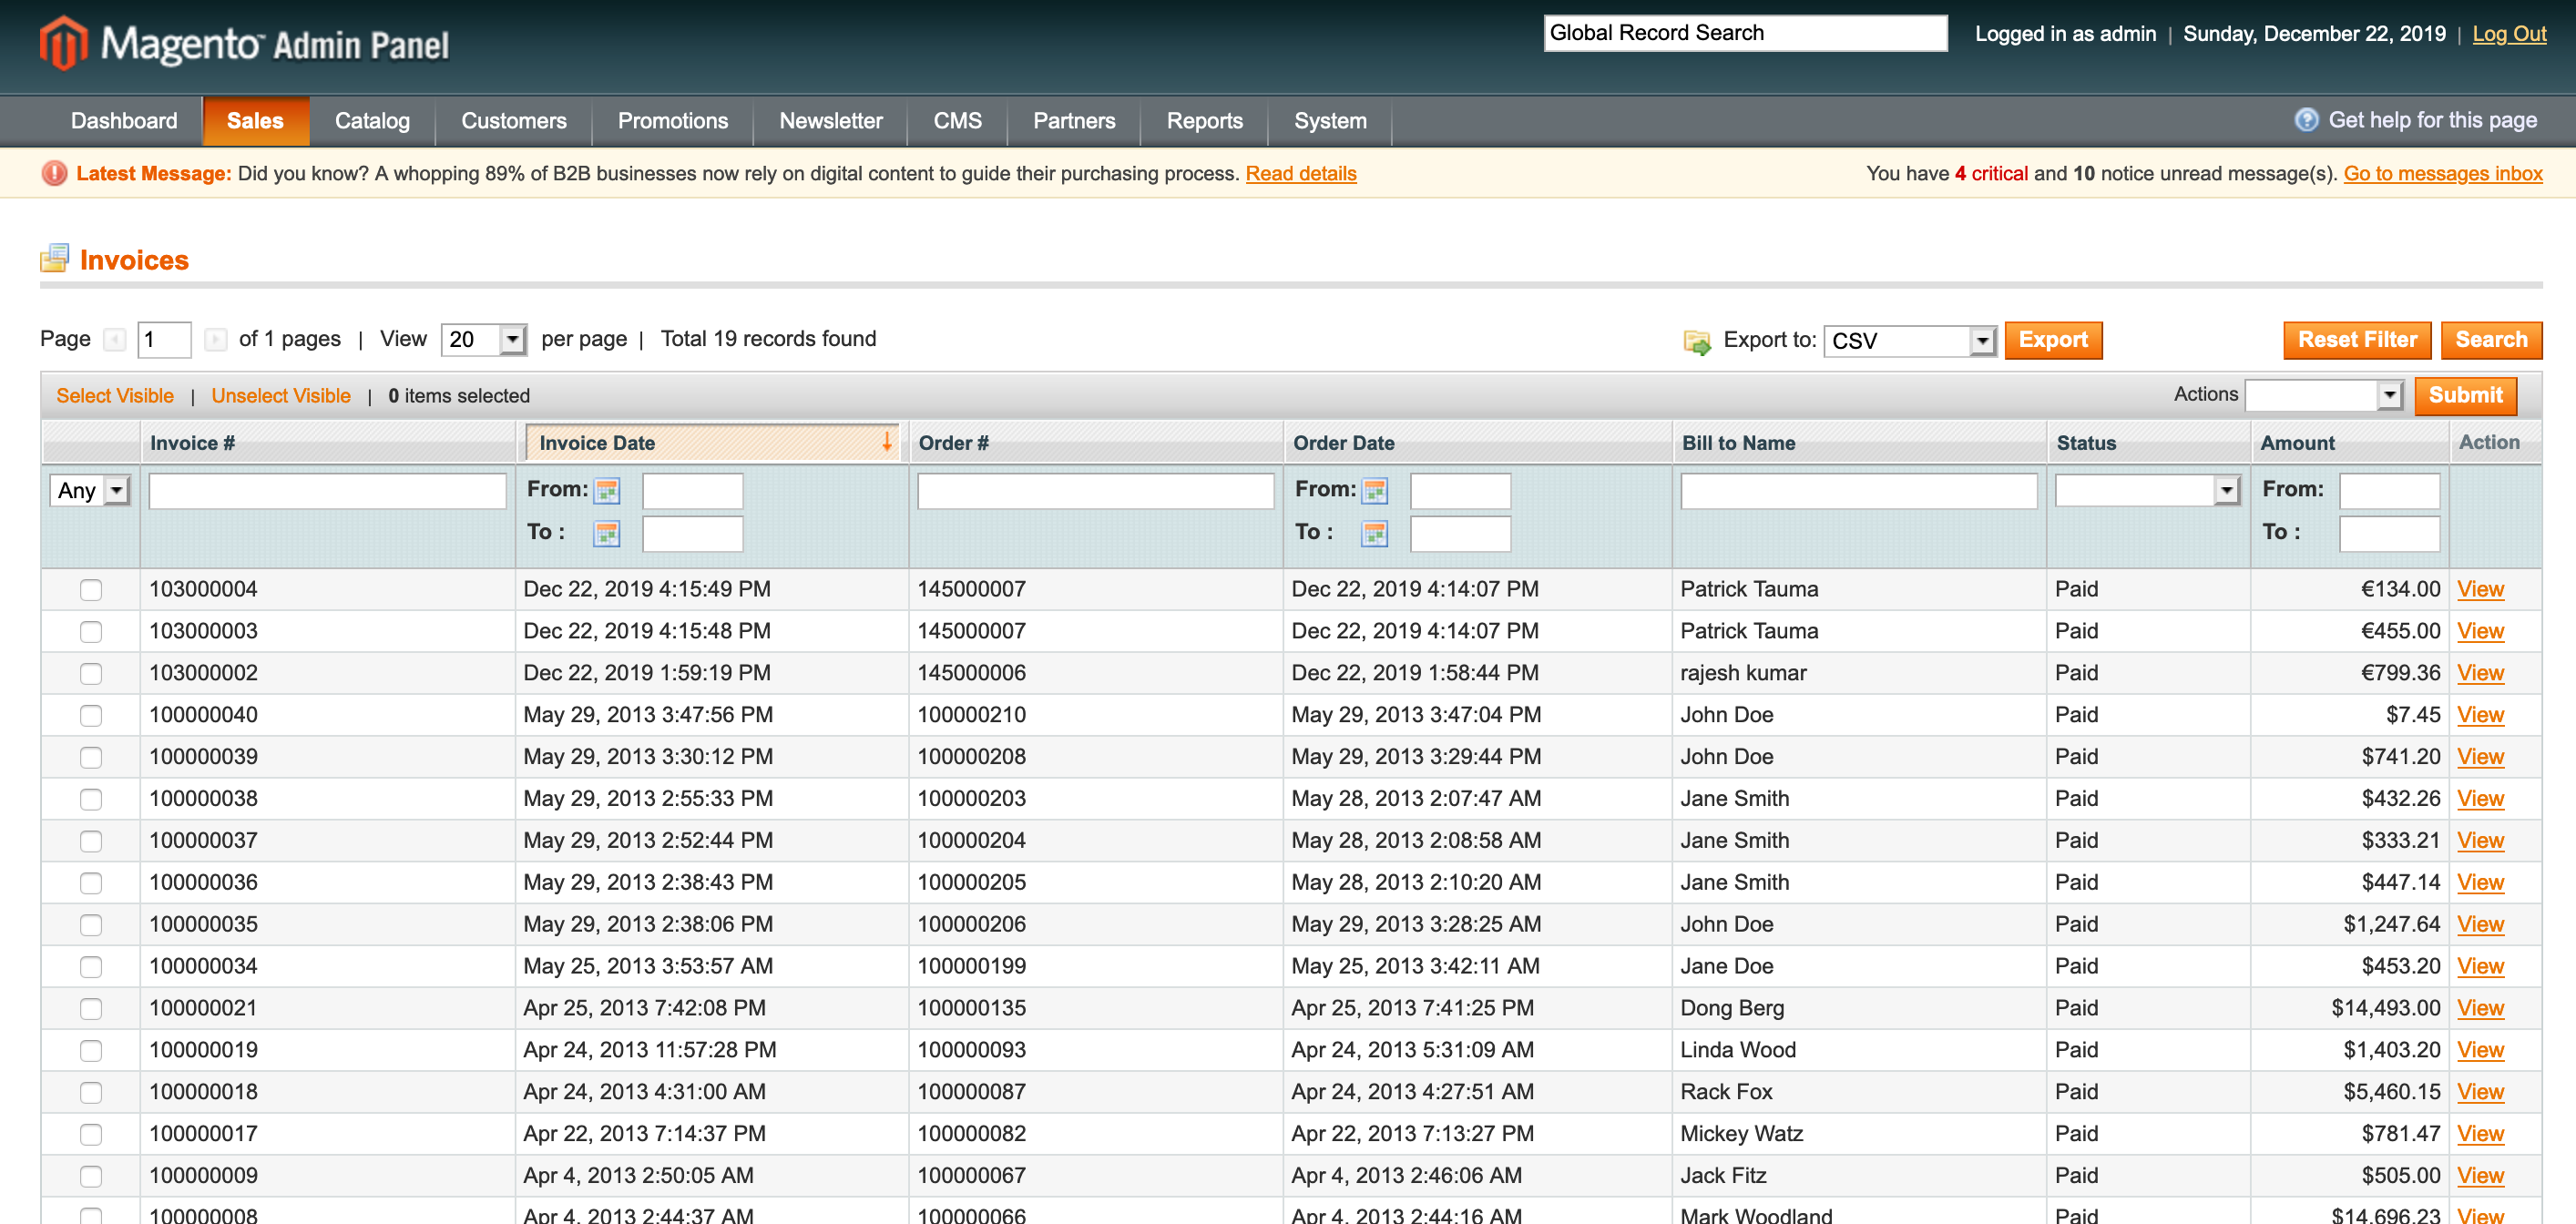 Magento™ Admin Panel
Global Record Search
Logged in as admin | Sunday, December 22, 2019 | Log Out
Dashboard Sales Catalog Customers Promotions Newsletter CMS Partners Reports System Get help for this page
Latest Message: Did you know? A whopping 89% of B2B businesses now rely on digital content to guide their purchasing process. Read details You have 4 critical and 10 notice unread message(s). Go to messages inbox
Invoices
Page 1 of 1 pages | View 20 per page | Total 19 records found Export to: CSV Export Reset Filter Search
Select Visible | Unselect Visible | 0 items selected Actions Submit
Invoice # Invoice Date Order # Order Date Bill to Name Status Amount Action
Any From: From: From:
To : To : To :
103000004 Dec 22, 2019 4:15:49 PM 145000007 Dec 22, 2019 4:14:07 PM Patrick Tauma Paid €134.00 View
103000003 Dec 22, 2019 4:15:48 PM 145000007 Dec 22, 2019 4:14:07 PM Patrick Tauma Paid €455.00 View
103000002 Dec 22, 2019 1:59:19 PM 145000006 Dec 22, 2019 1:58:44 PM rajesh kumar Paid €799.36 View
100000040 May 29, 2013 3:47:56 PM 100000210 May 29, 2013 3:47:04 PM John Doe Paid $7.45 View
100000039 May 29, 2013 3:30:12 PM 100000208 May 29, 2013 3:29:44 PM John Doe Paid $741.20 View
100000038 May 29, 2013 2:55:33 PM 100000203 May 28, 2013 2:07:47 AM Jane Smith Paid $432.26 View
100000037 May 29, 2013 2:52:44 PM 100000204 May 28, 2013 2:08:58 AM Jane Smith Paid $333.21 View
100000036 May 29, 2013 2:38:43 PM 100000205 May 28, 2013 2:10:20 AM Jane Smith Paid $447.14 View
100000035 May 29, 2013 2:38:06 PM 100000206 May 29, 2013 3:28:25 AM John Doe Paid $1,247.64 View
100000034 May 25, 2013 3:53:57 AM 100000199 May 25, 2013 3:42:11 AM Jane Doe Paid $453.20 View
100000021 Apr 25, 2013 7:42:08 PM 100000135 Apr 25, 2013 7:41:25 PM Dong Berg Paid $14,493.00 View
100000019 Apr 24, 2013 11:57:28 PM 100000093 Apr 24, 2013 5:31:09 AM Linda Wood Paid $1,403.20 View
100000018 Apr 24, 2013 4:31:00 AM 100000087 Apr 24, 2013 4:27:51 AM Rack Fox Paid $5,460.15 View
100000017 Apr 22, 2013 7:14:37 PM 100000082 Apr 22, 2013 7:13:27 PM Mickey Watz Paid $781.47 View
100000009 Apr 4, 2013 2:50:05 AM 100000067 Apr 4, 2013 2:46:06 AM Jack Fitz Paid $505.00 View
100000008 Apr 4, 2013 2:44:37 AM 100000066 Apr 4, 2013 2:44:16 AM Mark Woodland Paid $14,696.23 View